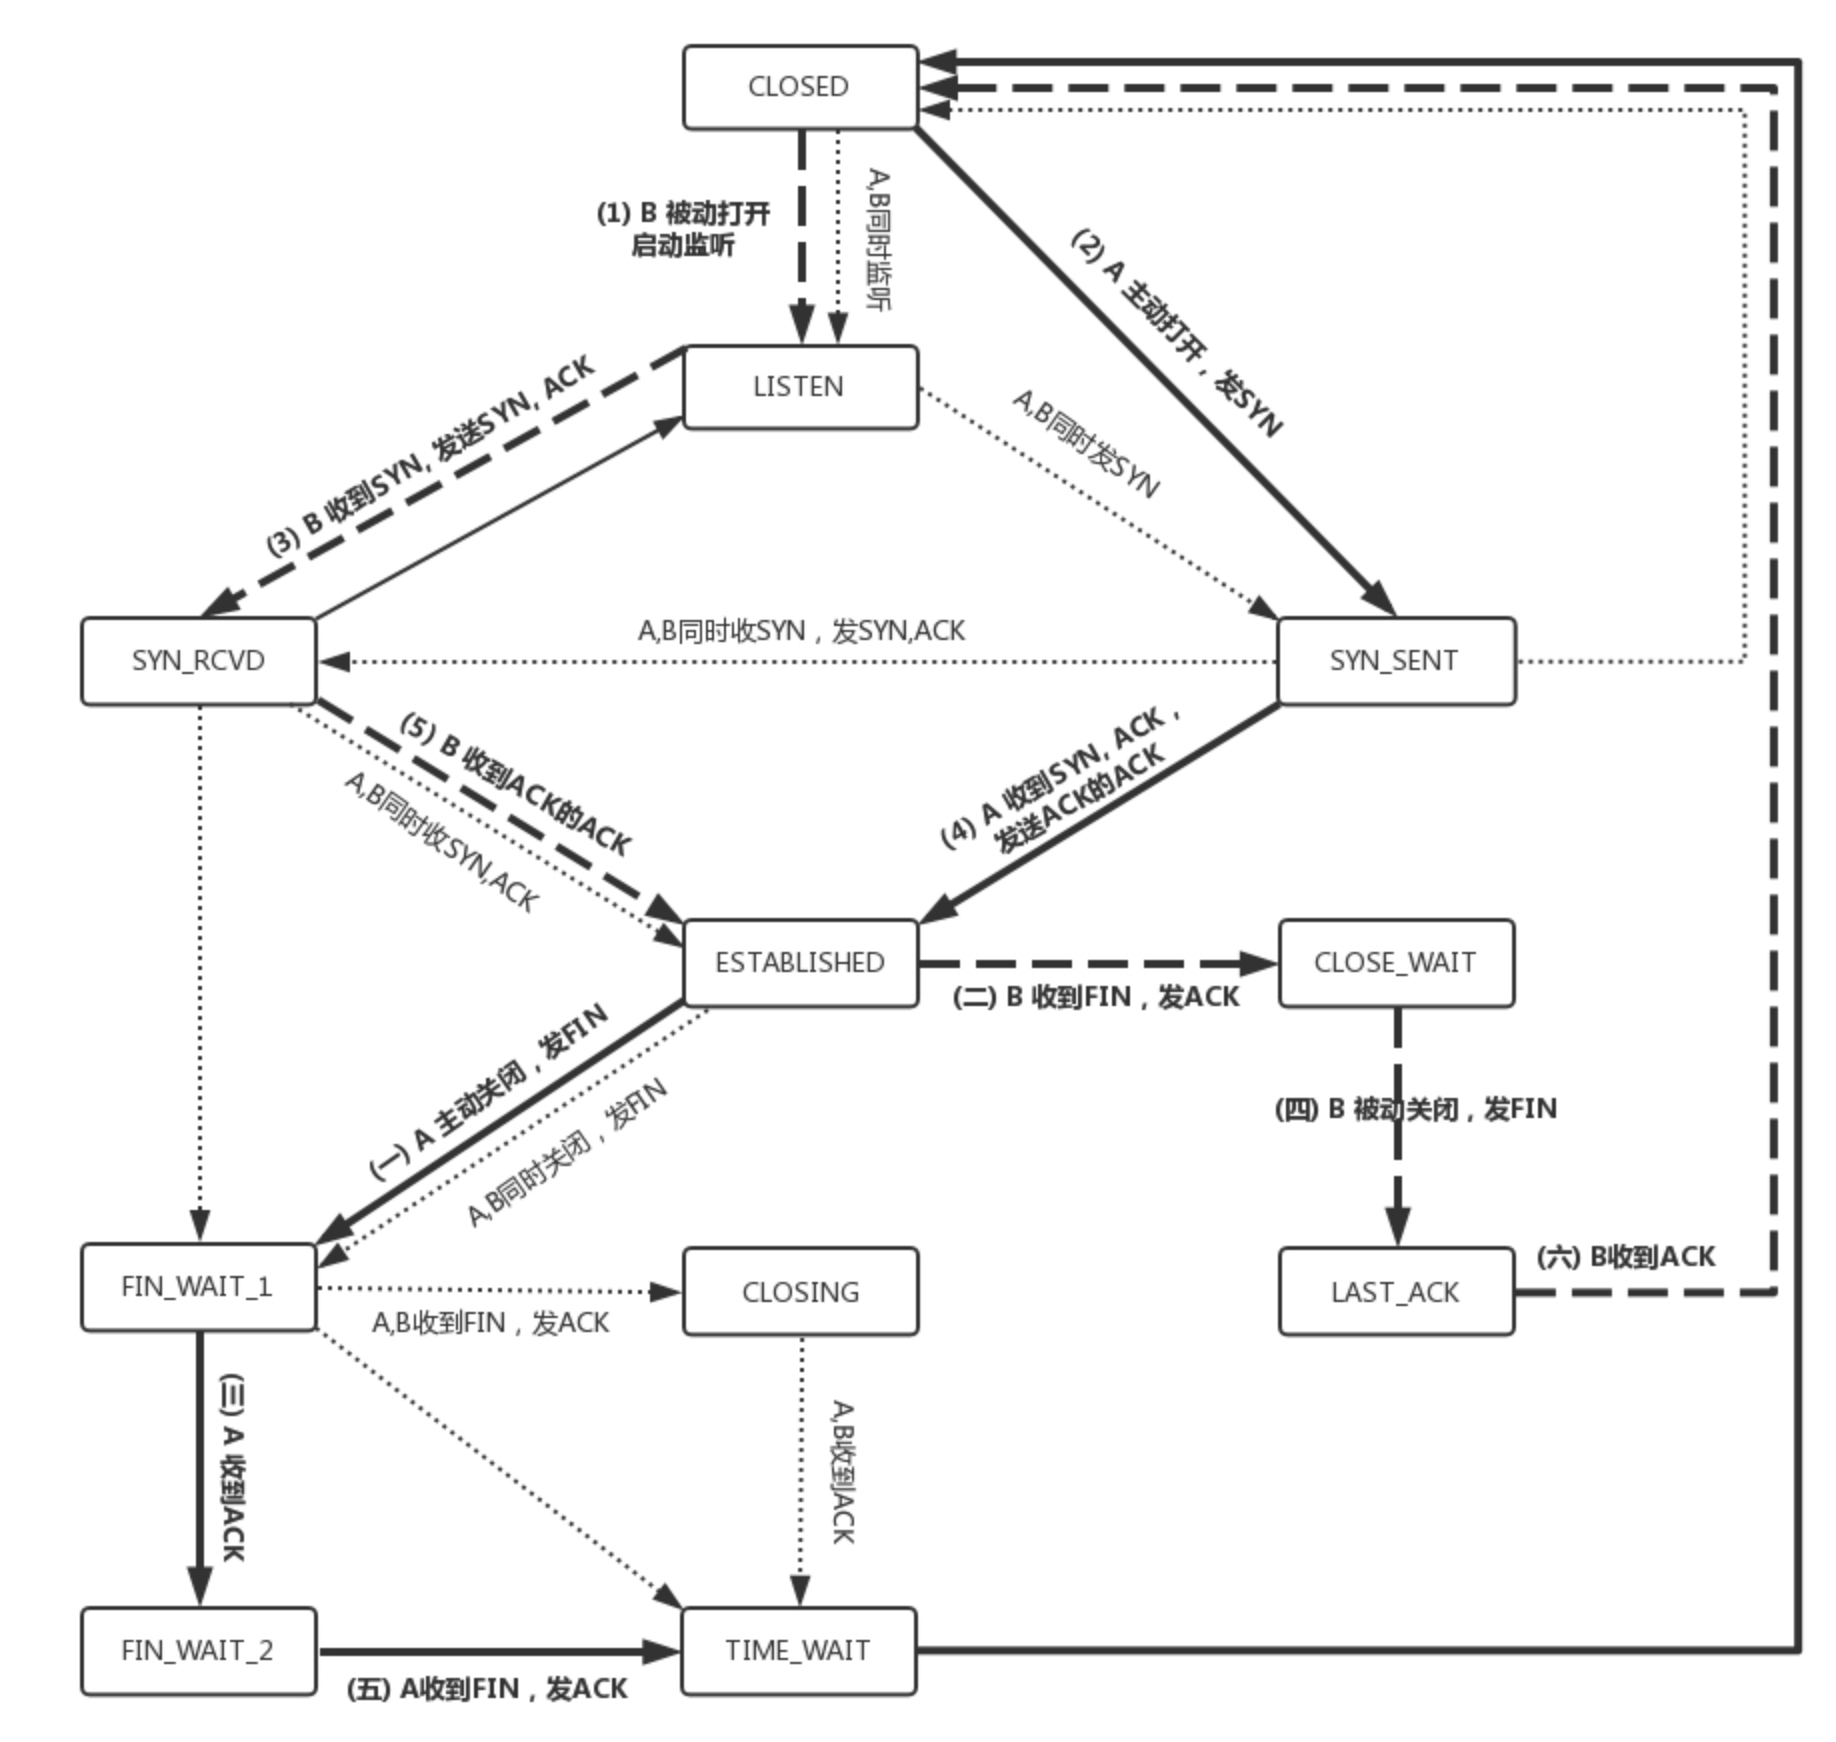 CLOSED
(1) B 被动打开
启动监听
A,B同时监听
(2) A 主动打开，发SYN
LISTEN
(3) B 收到SYN, 发送SYN, ACK
A,B同时发SYN
A,B同时收SYN，发SYN,ACK
SYN_RCVD
SYN_SENT
(5) B 收到ACK的ACK
A,B同时收SYN,ACK
(4) A 收到SYN, ACK，
发送ACK的ACK
ESTABLISHED
CLOSE_WAIT
(二) B 收到FIN，发ACK
(一) A 主动关闭，发FIN
A,B同时关闭，发FIN
(四) B 被动关闭，发FIN
FIN_WAIT_1
CLOSING
LAST_ACK
(六) B收到ACK
A,B收到FIN，发ACK
(三) A 收到ACK
A,B收到ACK
FIN_WAIT_2
TIME_WAIT
(五) A收到FIN，发ACK